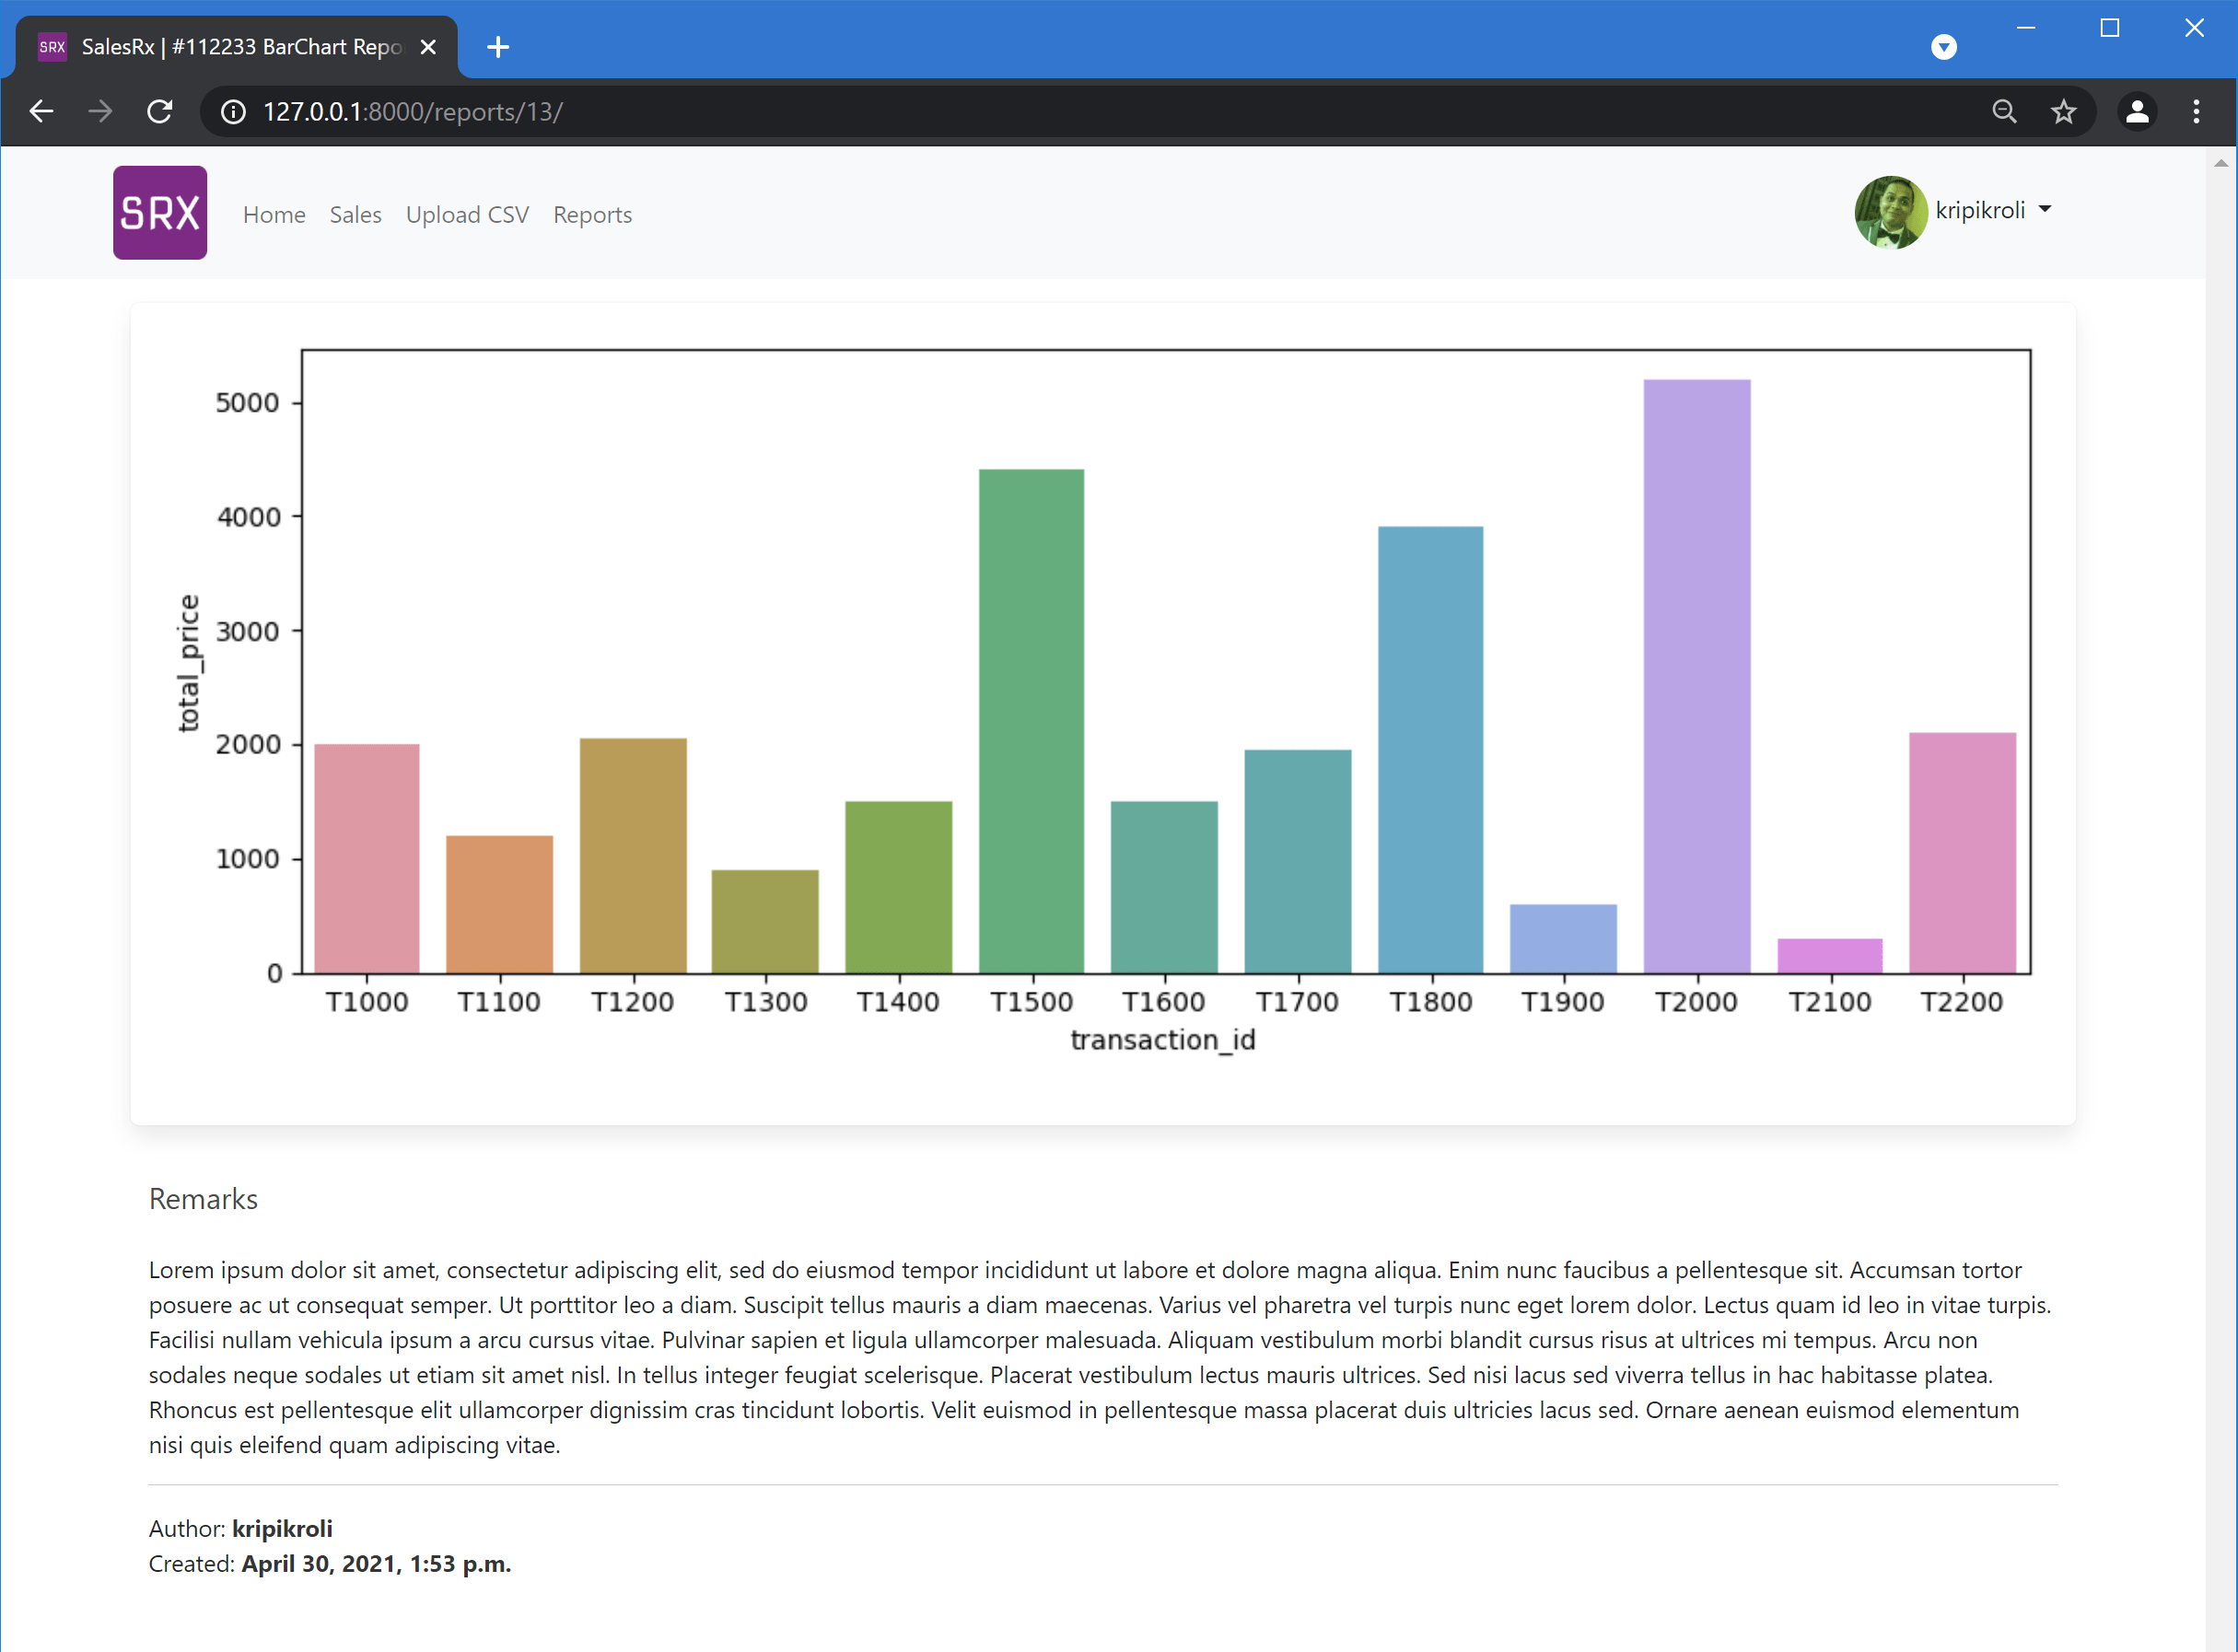 SRX SalesRx | #112233 BarChart Repo
127.0.0.1:8000/reports/13/
SRX Home Sales Upload CSV Reports kripikroli
5000
4000
3000
2000
1000
0
total_price
T1000 T1100 T1200 T1300 T1400 T1500 T1600 T1700 T1800 T1900 T2000 T2100 T2200
transaction_id
Remarks
Lorem ipsum dolor sit amet, consectetur adipiscing elit, sed do eiusmod tempor incididunt ut labore et dolore magna aliqua. Enim nunc faucibus a pellentesque sit. Accumsan tortor
posuere ac ut consequat semper. Ut porttitor leo a diam. Suscipit tellus mauris a diam maecenas. Varius vel pharetra vel turpis nunc eget lorem dolor. Lectus quam id leo in vitae turpis.
Facilisi nullam vehicula ipsum a arcu cursus vitae. Pulvinar sapien et ligula ullamcorper malesuada. Aliquam vestibulum morbi blandit cursus risus at ultrices mi tempus. Arcu non
sodales neque sodales ut etiam sit amet nisl. In tellus integer feugiat scelerisque. Placerat vestibulum lectus mauris ultrices. Sed nisi lacus sed viverra tellus in hac habitasse platea.
Rhoncus est pellentesque elit ullamcorper dignissim cras tincidunt lobortis. Velit euismod in pellentesque massa placerat duis ultricies lacus sed. Ornare aenean euismod elementum
nisi quis eleifend quam adipiscing vitae.
Author: kripikroli
Created: April 30, 2021, 1:53 p.m.